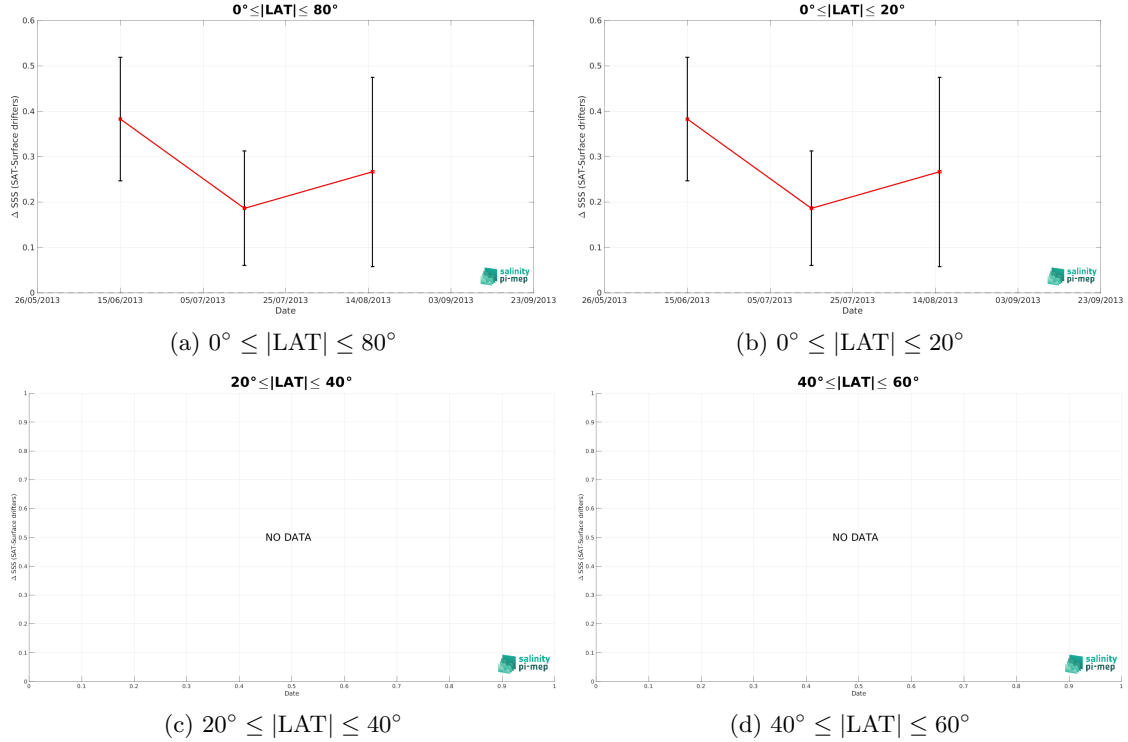 0°≤|LAT|≤ 80°
0.6
0.5
0.4
0.3
0.2
0.1
0
Δ SSS (SAT-Surface drifters)
26/05/2013 15/06/2013 05/07/2013 25/07/2013 14/08/2013 03/09/2013 23/09/2013
Date
salinity
pi-mep
(a) 0° ≤ |LAT| ≤ 80°
0°≤|LAT|≤ 20°
0.6
0.5
0.4
0.3
0.2
0.1
0
Δ SSS (SAT-Surface drifters)
26/05/2013 15/06/2013 05/07/2013 25/07/2013 14/08/2013 03/09/2013 23/09/2013
Date
salinity
pi-mep
(b) 0° ≤ |LAT| ≤ 20°
20°≤|LAT|≤ 40°
1
0.9
0.8
0.7
0.6
0.5
0.4
0.3
0.2
0.1
0
Δ SSS (SAT-Surface drifters)
NO DATA
0 0.1 0.2 0.3 0.4 0.5 0.6 0.7 0.8 0.9 1
Date
salinity
pi-mep
(c) 20° ≤ |LAT| ≤ 40°
40°≤|LAT|≤ 60°
1
0.9
0.8
0.7
0.6
0.5
0.4
0.3
0.2
0.1
0
Δ SSS (SAT-Surface drifters)
NO DATA
0 0.1 0.2 0.3 0.4 0.5 0.6 0.7 0.8 0.9 1
Date
salinity
pi-mep
(d) 40° ≤ |LAT| ≤ 60°